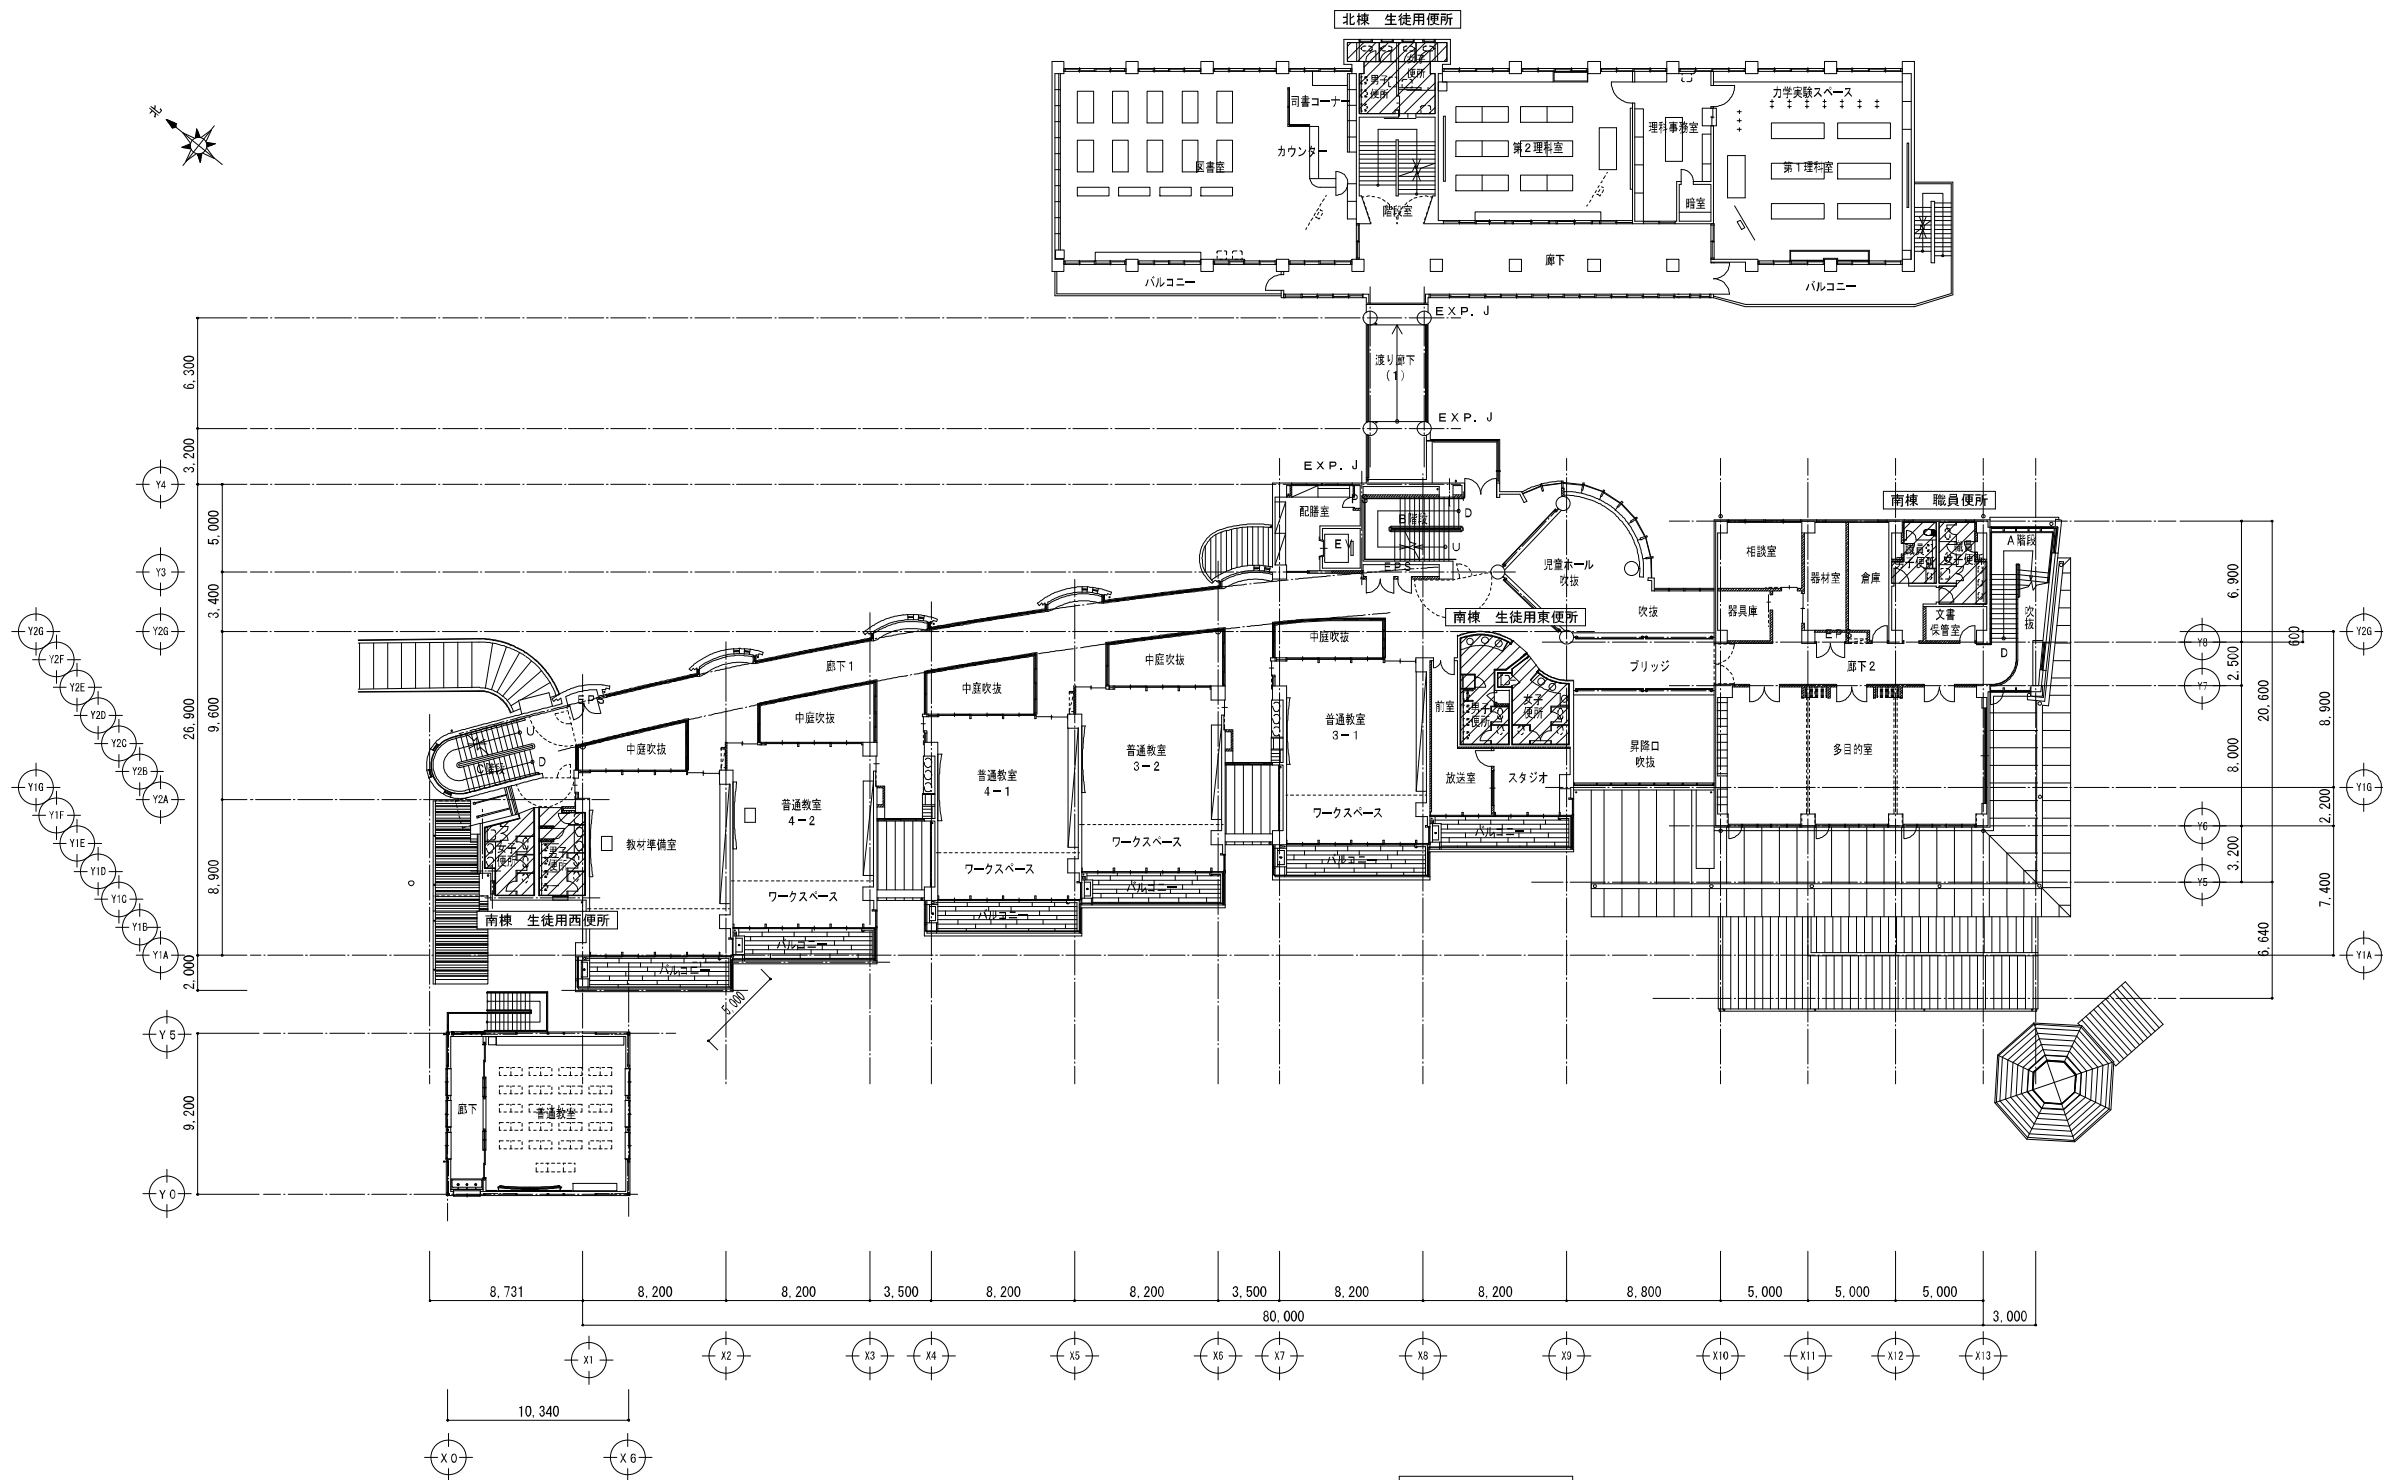 北棟　生徒用便所
北
男子
便所
便所
司書コーナー
カウンター
図書室
階段室
第２理科室
理科事務室
暗室
力学実験スペース
第１理科室
バルコニー
廊下
バルコニー
ＥＸＰ．Ｊ
渡り廊下
（１）
ＥＸＰ．Ｊ
ＥＸＰ．Ｊ
6,300
3,200
5,000
3,400
9,600
26,900
8,900
2,000
9,200
Y4
Y3
Y2G
Y2G
Y2F
Y2E
Y2D
Y2C
Y2B
Y2A
Y2A
Y1G
Y1F
Y1E
Y1D
Y1C
Y1B
Y1A
Y1A
Y5
Y0
配膳室
ＥＶ
Ｂ階段
Ｄ
Ｕ
ＥＰＳ
児童ホール
吹抜
吹抜
南棟　職員便所
相談室
器材室
倉庫
器具庫
職員
男子便所
職員
女子便所
文書
保管室
Ａ階段
吹抜
Ｄ
廊下２
ブリッジ
南棟　生徒用東便所
中庭吹抜
中庭吹抜
中庭吹抜
中庭吹抜
中庭吹抜
廊下１
ＥＰＳ
Ｃ階段
Ｕ
Ｄ
前室
男子
便所
女子
便所
放送室
スタジオ
昇降口
吹抜
多目的室
普通教室
３－１
普通教室
３－２
普通教室
４－１
普通教室
４－２
教材準備室
ワークスペース
ワークスペース
ワークスペース
ワークスペース
バルコニー
バルコニー
バルコニー
バルコニー
バルコニー
バルコニー
女子
便所
男子
便所
南棟　生徒用西便所
5,000
廊下
普通教室
6,900
2,500
8,000
3,200
20,600
6,640
600
8,900
2,200
7,400
Y8
Y7
Y6
Y5
Y2G
Y1G
Y1A
8,731
8,200
8,200
3,500
8,200
8,200
3,500
8,200
8,200
8,800
5,000
5,000
5,000
80,000
3,000
X1
X2
X3
X4
X5
X6
X7
X8
X9
X10
X11
X12
X13
10,340
X0
X6